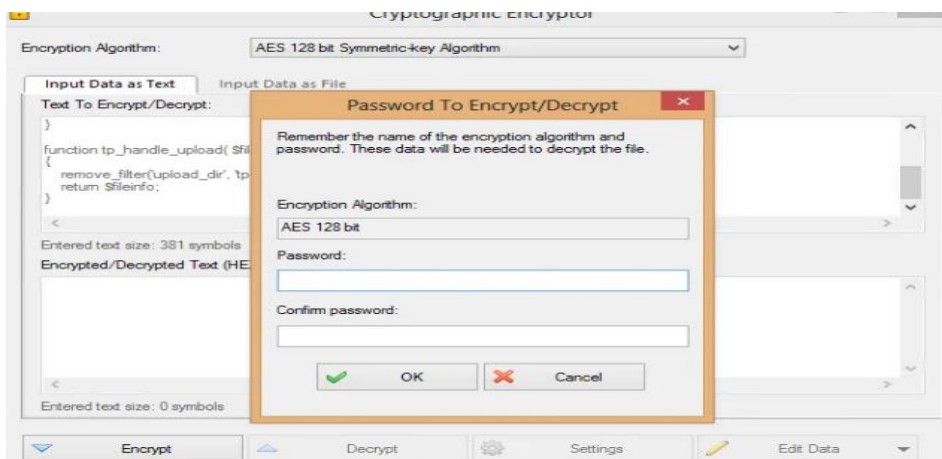 Cryptographic Encryptor
Encryption Algorithm: AES 128 bit Symmetric-key Algorithm
Input Data as Text Input Data as File
Text To Encrypt/Decrypt:
}
function tp_handle_upload( $fil
{
remove_filter('upload_dir', 'tp
return $fileinfo;
}
Entered text size: 381 symbols
Encrypted/Decrypted Text (HE
Entered text size: 0 symbols
Password To Encrypt/Decrypt
Remember the name of the encryption algorithm and
password. These data will be needed to decrypt the file.
Encryption Algorithm:
AES 128 bit
Password:
Confirm password:
OK Cancel
Encrypt Decrypt Settings Edit Data